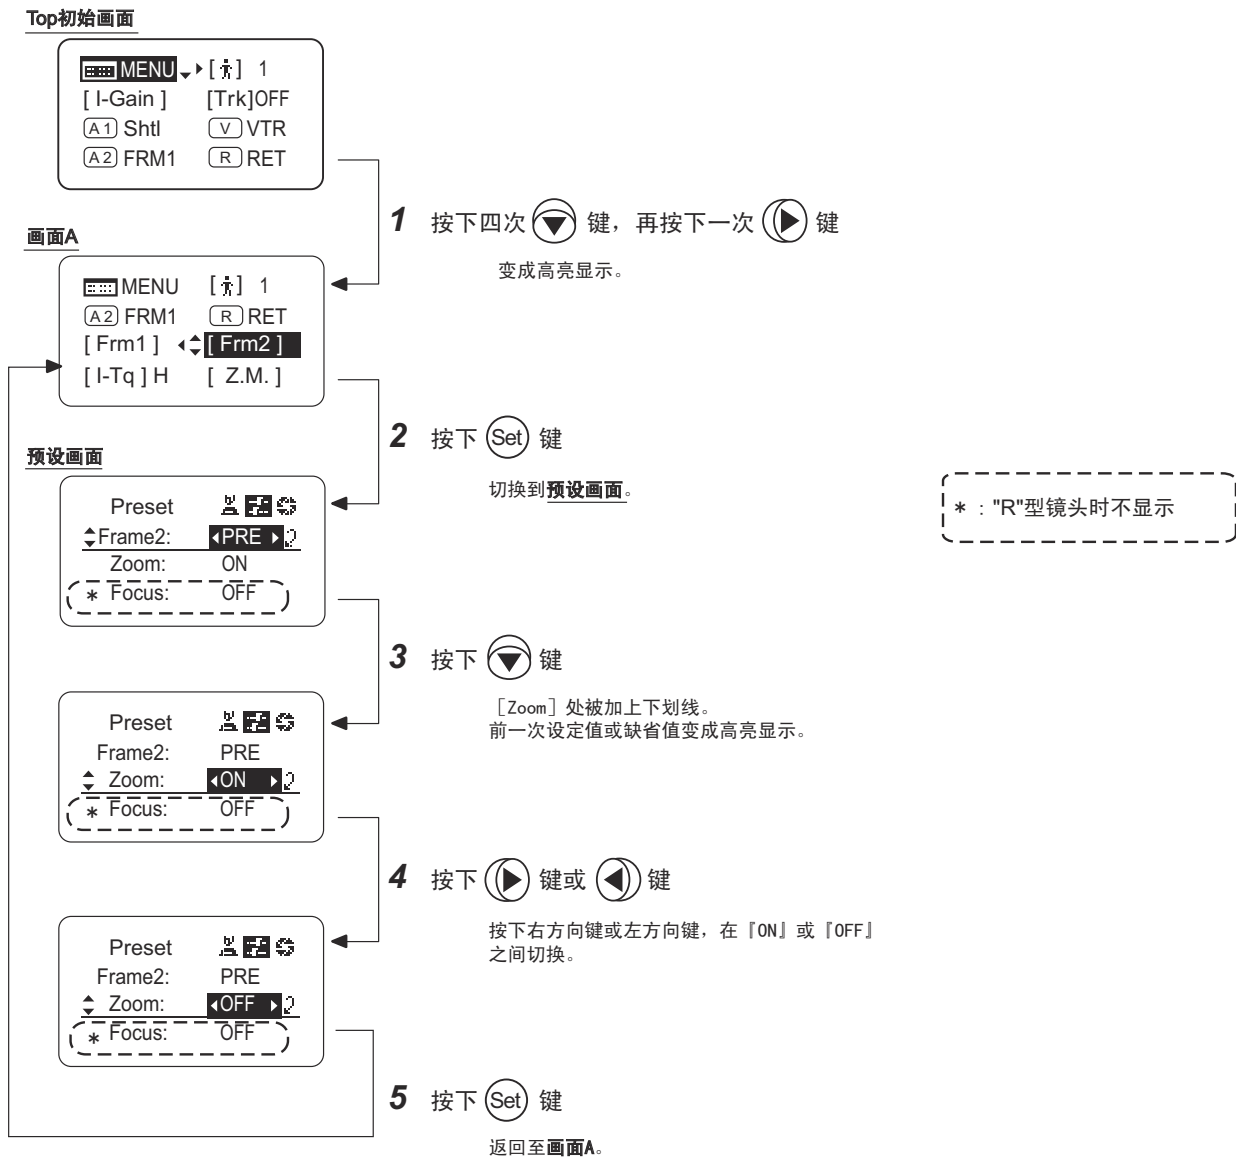 Top初始画面
MENU [ ] 1
[ I-Gain ] [Trk]OFF
A1 Shtl V VTR
A2 FRM1 R RET
1 按下四次 键，再按下一次 键
变成高亮显示。
画面A
MENU [ ] 1
A2 FRM1 R RET
[ Frm1 ] [ Frm2 ]
[ I-Tq ] H [ Z.M. ]
2 按下 Set 键
切换到预设画面。
预设画面
Preset
Frame2: PRE
Zoom: ON
* Focus: OFF
* : "R"型镜头时不显示
3 按下 键
［Zoom］处被加上下划线。
前一次设定值或缺省值变成高亮显示。
Preset
Frame2: PRE
Zoom: ON
* Focus: OFF
4 按下 键或 键
按下右方向键或左方向键，在『ON』或『OFF』
之间切换。
Preset
Frame2: PRE
Zoom: OFF
* Focus: OFF
5 按下 Set 键
返回至画面A。